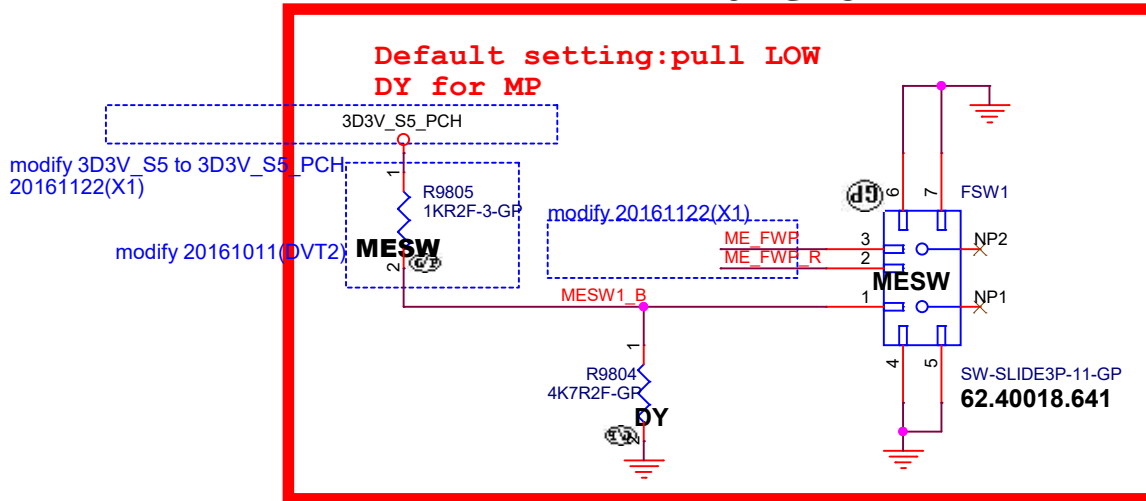 Default setting:pull LOW
DY for MP
3D3V_S5_PCH
modify 3D3V_S5 to 3D3V_S5_PCH
20161122(X1)
1
R9805
1KR2F-3-GP
modify 20161011(DVT2)
MESW
2
modify 20161122(X1)
ME_FWP
ME_FWP_R
MESW1_B
GP
6
7
FSW1
3
2
1
NP2
MESW
NP1
4
5
SW-SLIDE3P-11-GP
62.40018.641
1
R9804
4K7R2F-GP
DY
2